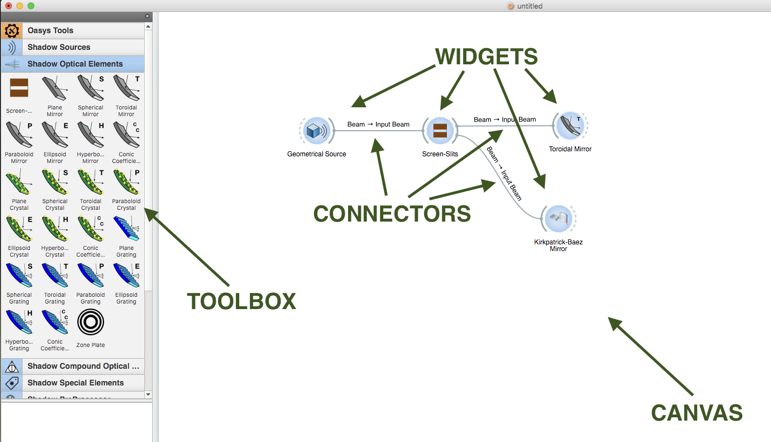 untitled
Oasys Tools
Shadow Sources
Shadow Optical Elements
Screen-...
Plane
Mirror
Spherical
Mirror
S
Toroidal
Mirror
T
Paraboloid
Mirror
P
Ellipsoid
Mirror
E
Hyperbo...
Mirror
H
Conic
Coefficie...
C
C
Plane
Crystal
Spherical
Crystal
S
Toroidal
Crystal
T
Paraboloid
Crystal
P
Ellipsoid
Crystal
E
Hyperbo...
Crystal
H
Conic
Coefficie...
C
C
Plane
Grating
Spherical
Grating
S
Toroidal
Grating
T
Paraboloid
Grating
P
Ellipsoid
Grating
E
Hyperbo...
Grating
H
Conic
Coefficie...
C
C
Zone Plate
Shadow Compound Optical ...
Shadow Special Elements
WIDGETS
Beam → Input Beam
Beam → Input Beam
Beam → Input Beam
Geometrical Source
Screen-Slits
T
Toroidal Mirror
Kirkpatrick-Baez
Mirror
CONNECTORS
TOOLBOX
CANVAS